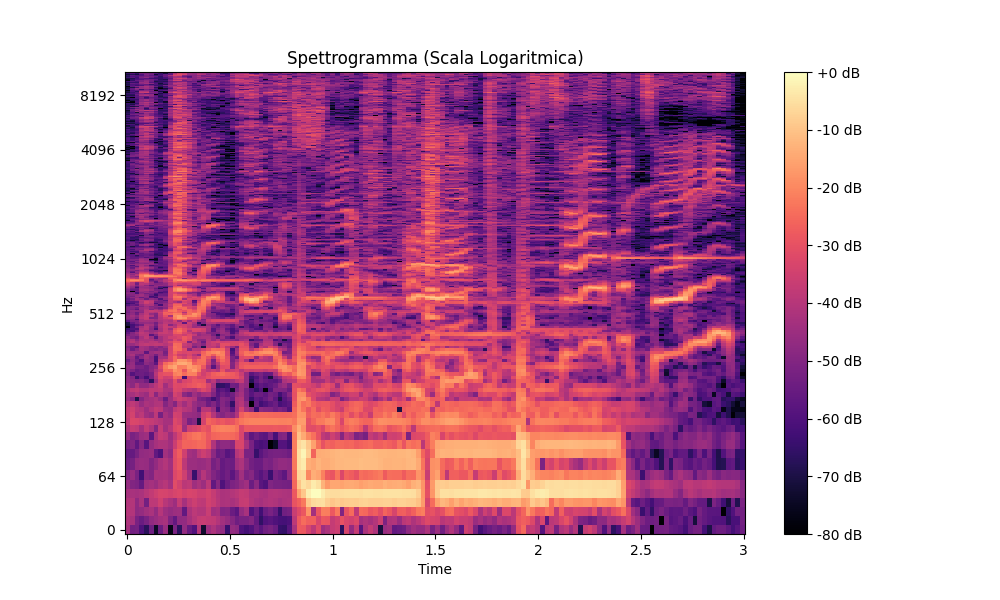 Spettrogramma (Scala Logaritmica)
Hz
8192
4096
2048
1024
512
256
128
64
0
0
0.5
1
1.5
2
2.5
3
Time
+0 dB
-10 dB
-20 dB
-30 dB
-40 dB
-50 dB
-60 dB
-70 dB
-80 dB